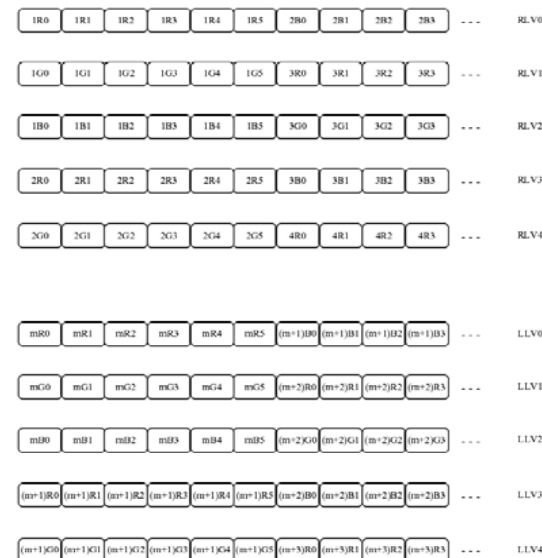 1R0 1R1 1R2 1R3 1R4 1R5 2B0 2B1 2B2 2B3 - - - RLV0
1G0 1G1 1G2 1G3 1G4 1G5 3R0 3R1 3R2 3R3 - - - RLV1
1B0 1B1 1B2 1B3 1B4 1B5 3G0 3G1 3G2 3G3 - - - RLV2
2R0 2R1 2R2 2R3 2R4 2R5 3B0 3B1 3B2 3B3 - - - RLV3
2G0 2G1 2G2 2G3 2G4 2G5 4R0 4R1 4R2 4R3 - - - RLV4
mR0 mR1 mR2 mR3 mR4 mR5 (m+1)B0 (m+1)B1 (m+1)B2 (m+1)B3 - - - LLV0
mG0 mG1 mG2 mG3 mG4 mG5 (m+2)R0 (m+2)R1 (m+2)R2 (m+2)R3 - - - LLV1
mB0 mB1 mB2 mB3 mB4 mB5 (m+2)G0 (m+2)G1 (m+2)G2 (m+2)G3 - - - LLV2
(m+1)R0 (m+1)R1 (m+1)R2 (m+1)R3 (m+1)R4 (m+1)R5 (m+2)B0 (m+2)B1 (m+2)B2 (m+2)B3 - - - LLV3
(m+1)G0 (m+1)G1 (m+1)G2 (m+1)G3 (m+1)G4 (m+1)G5 (m+3)R0 (m+3)R1 (m+3)R2 (m+3)R3 - - - LLV4